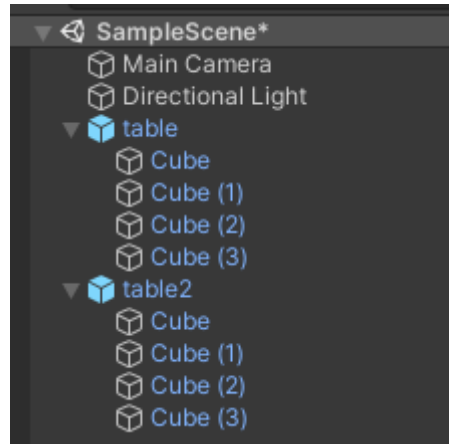 SampleScene*
Main Camera
Directional Light
table
Cube
Cube (1)
Cube (2)
Cube (3)
table2
Cube
Cube (1)
Cube (2)
Cube (3)